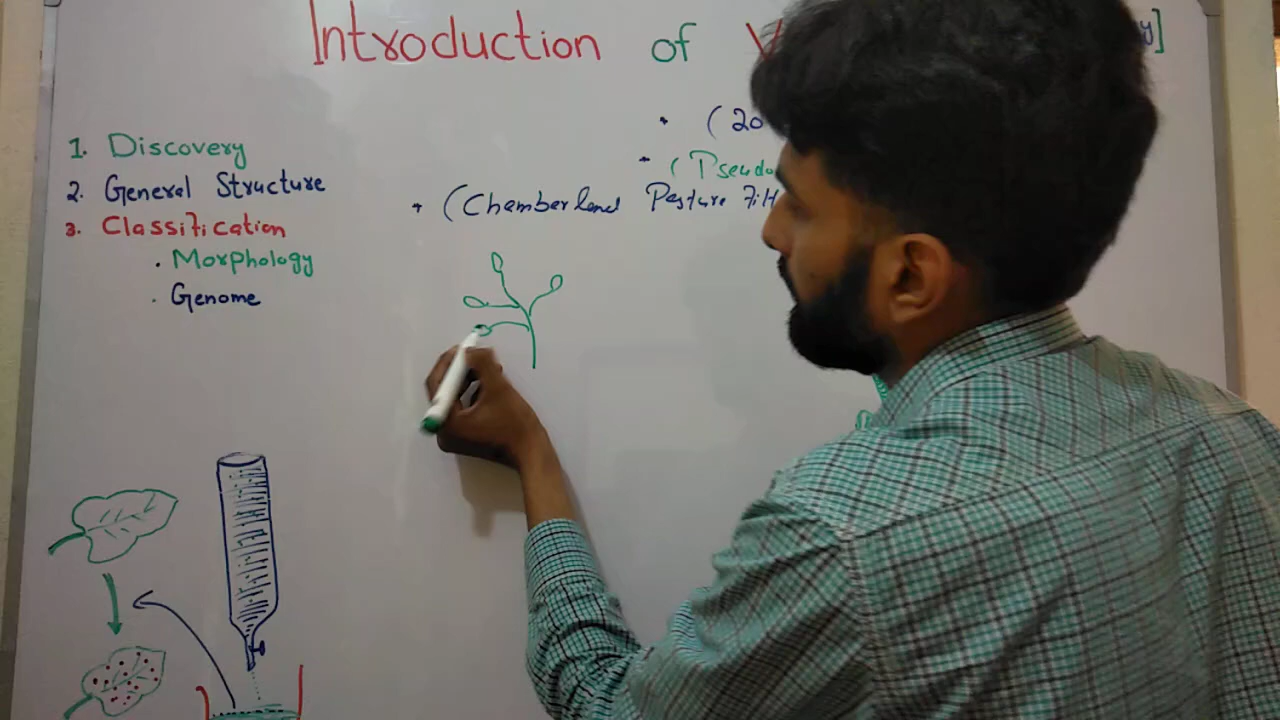 Introduction of
y]
1. Discovery
2. General Structure
3. Classification
. Morphology
. Genome
(20
(Pseudo
(Chamberland Pasture Filt